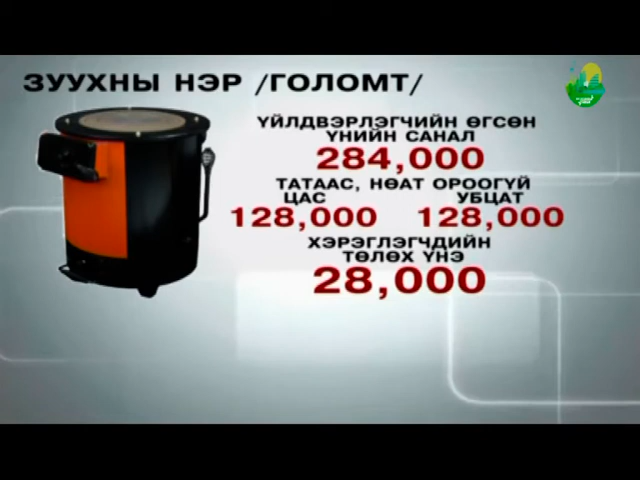 ЗУУХНЫ НЭР /ГОЛОМТ/
ҮЙЛДВЭРЛЭГЧИЙН ӨГСӨН
ҮНИЙН САНАЛ
284,000
ТАТААС, НӨАТ ОРООГҮЙ
ЦАС УБЦАТ
128,000 128,000
ХЭРЭГЛЭГЧДИЙН
ТӨЛӨХ ҮНЭ
28,000